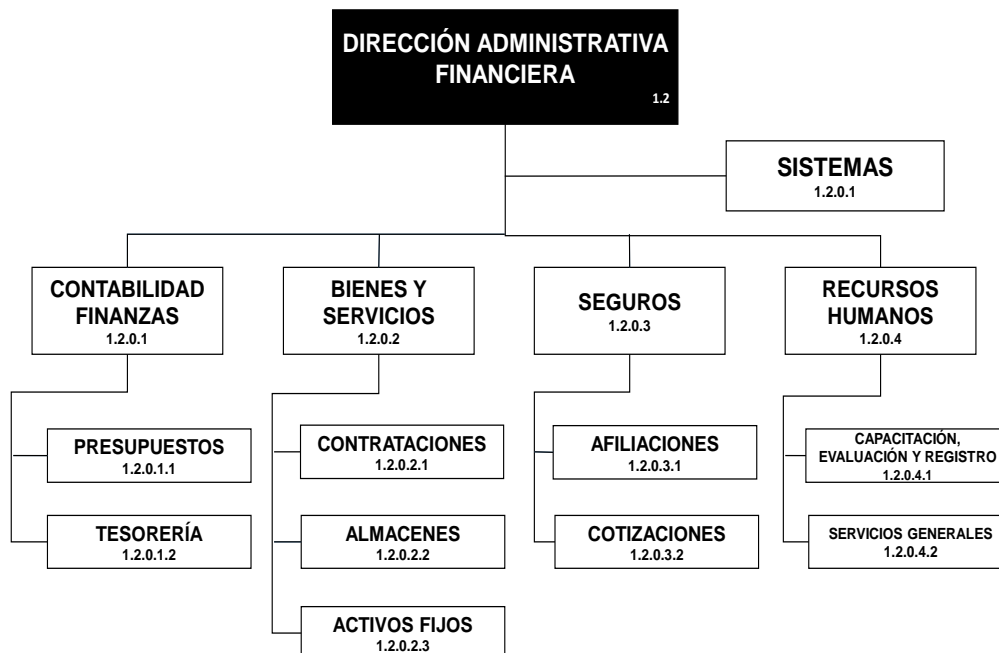 DIRECCIÓN ADMINISTRATIVA
FINANCIERA
1.2
SISTEMAS
1.2.0.1
CONTABILIDAD
FINANZAS
1.2.0.1
BIENES Y
SERVICIOS
1.2.0.2
SEGUROS
1.2.0.3
RECURSOS
HUMANOS
1.2.0.4
PRESUPUESTOS
1.2.0.1.1
CONTRATACIONES
1.2.0.2.1
AFILIACIONES
1.2.0.3.1
CAPACITACIÓN,
EVALUACIÓN Y REGISTRO
1.2.0.4.1
TESORERÍA
1.2.0.1.2
ALMACENES
1.2.0.2.2
COTIZACIONES
1.2.0.3.2
SERVICIOS GENERALES
1.2.0.4.2
ACTIVOS FIJOS
1.2.0.2.3